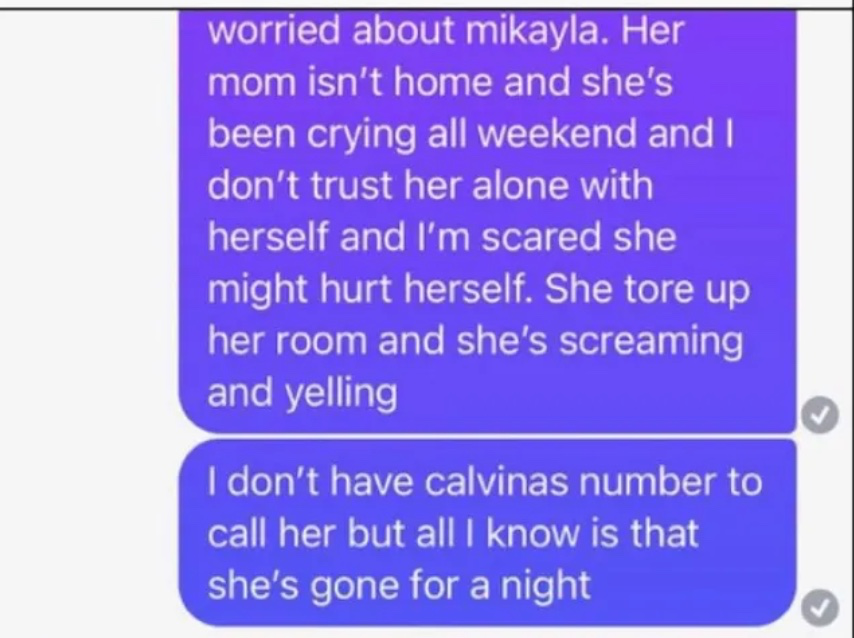 worried about mikayla. Her
mom isn't home and she's
been crying all weekend and I
don't trust her alone with
herself and I'm scared she
might hurt herself. She tore up
her room and she's screaming
and yelling
I don't have calvinas number to
call her but all I know is that
she's gone for a night